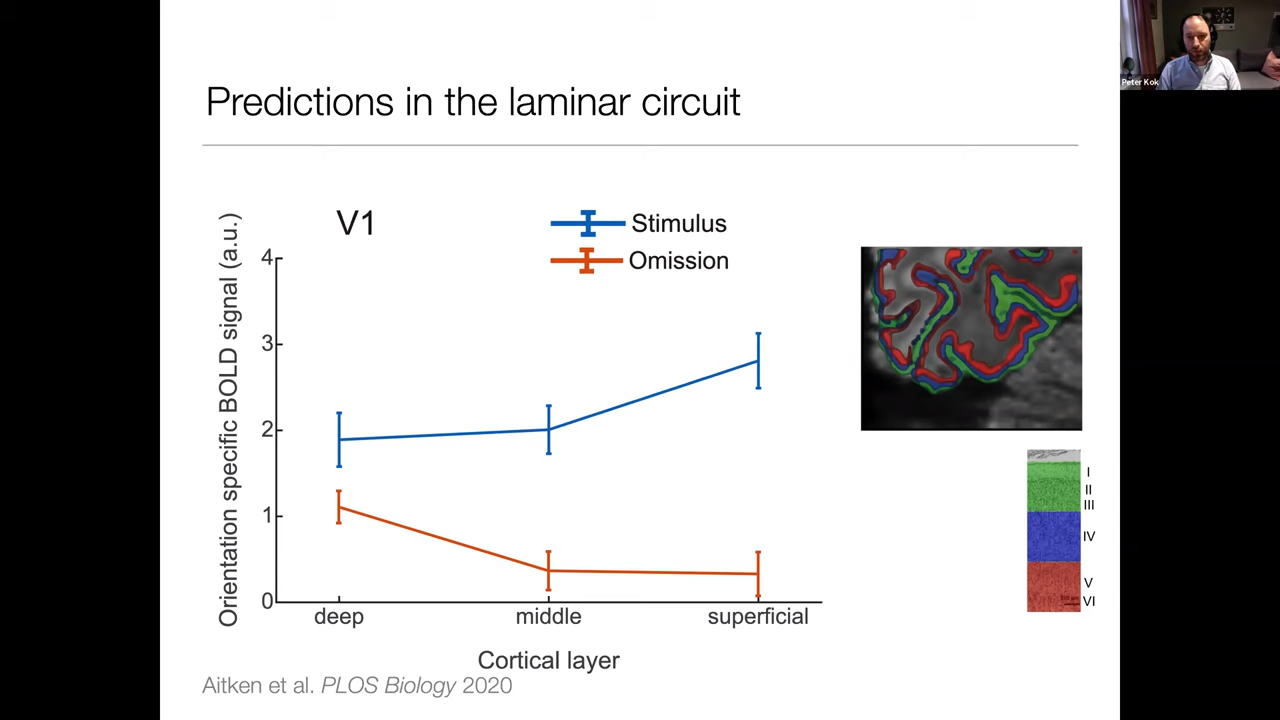 Peter Kok
Predictions in the laminar circuit
V1
Stimulus
Omission
Orientation specific BOLD signal (a.u.)
4
3
2
1
0
deep middle superficial
Cortical layer
I
II
III
IV
V
VI
Aitken et al. PLOS Biology 2020